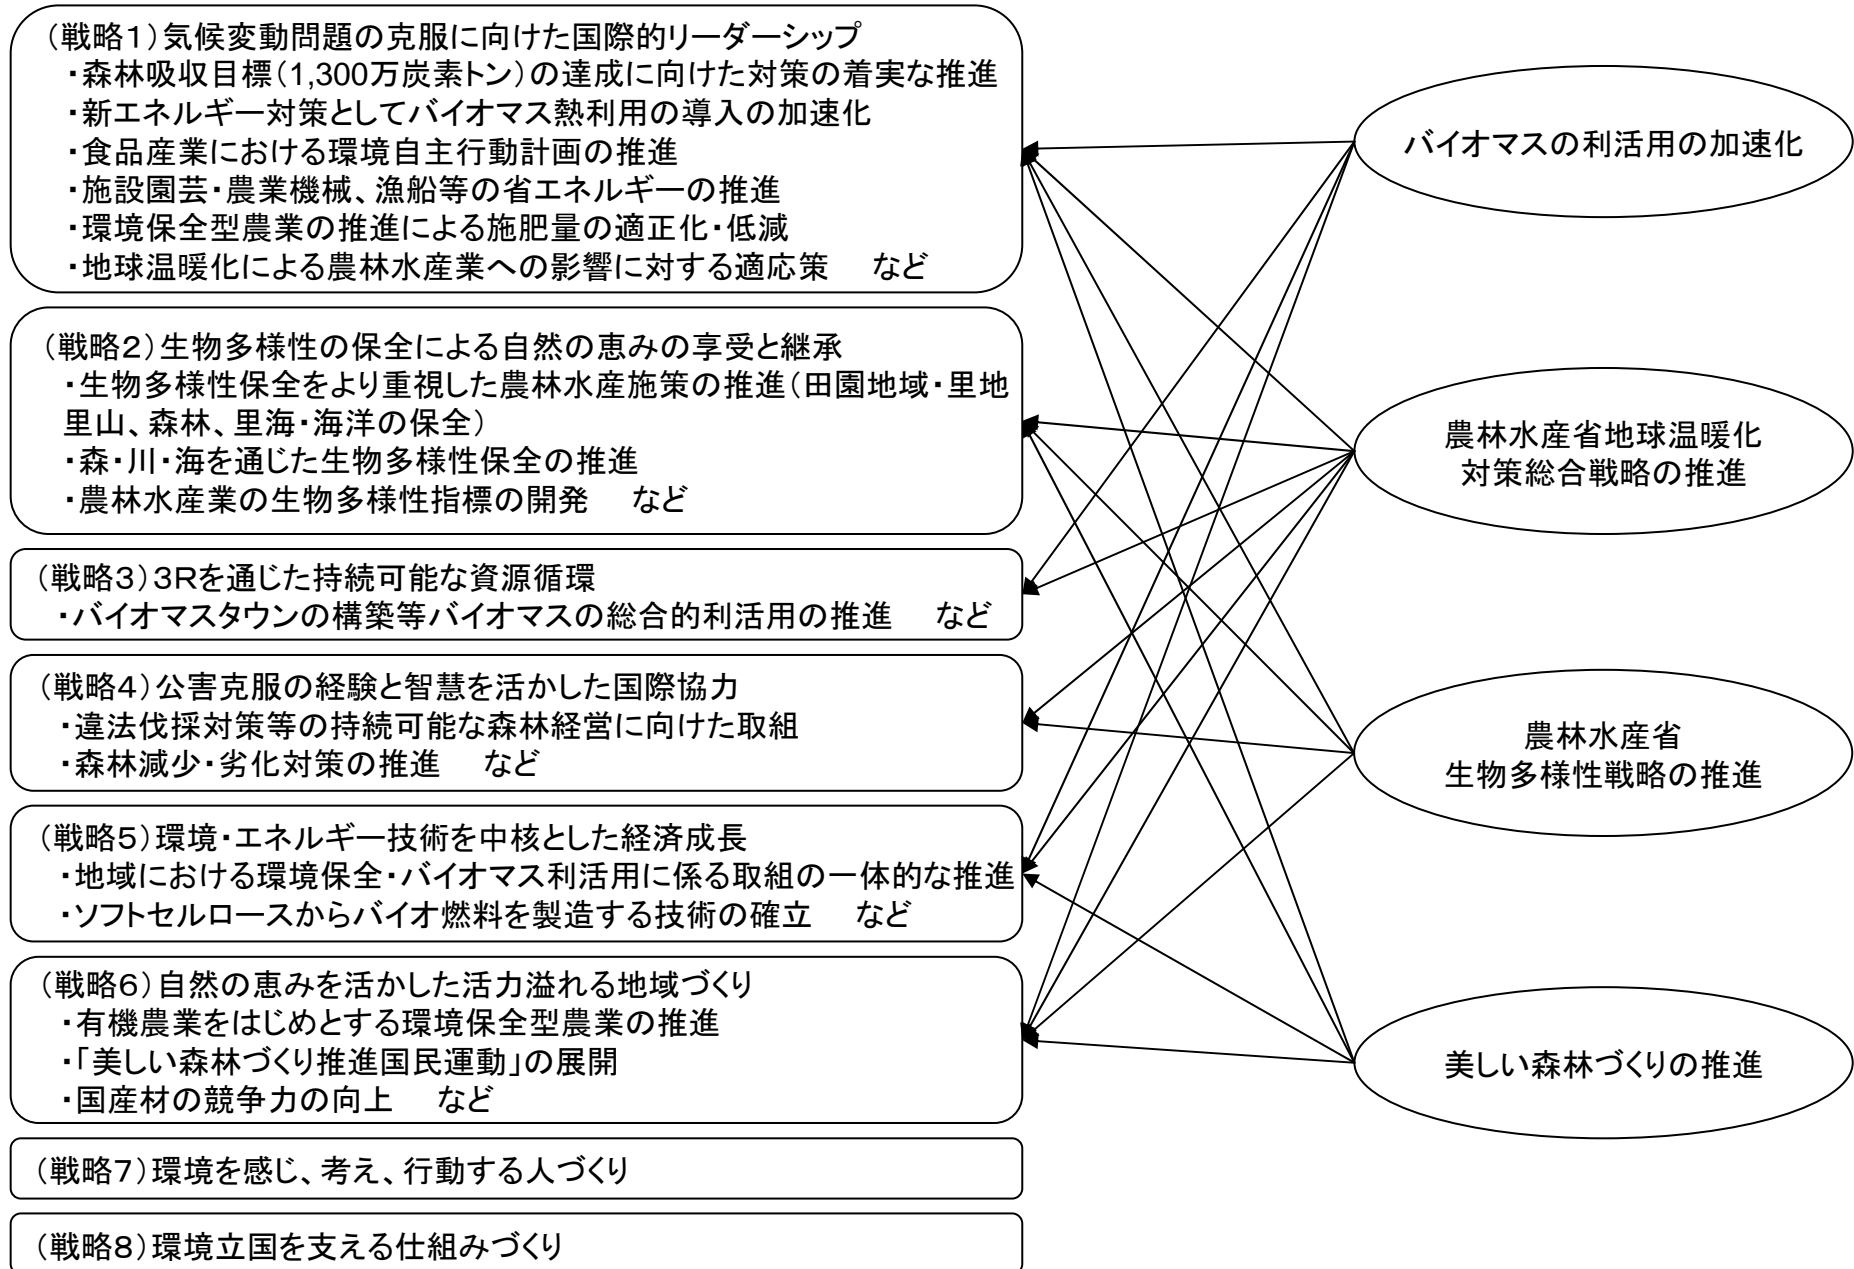 (戦略1)気候変動問題の克服に向けた国際的リーダーシップ
・森林吸収目標(1,300万炭素トン)の達成に向けた対策の着実な推進
・新エネルギー対策としてバイオマス熱利用の導入の加速化
・食品産業における環境自主行動計画の推進
・施設園芸・農業機械、漁船等の省エネルギーの推進
・環境保全型農業の推進による施肥量の適正化・低減
・地球温暖化による農林水産業への影響に対する適応策 など
(戦略2)生物多様性の保全による自然の恵みの享受と継承
・生物多様性保全をより重視した農林水産施策の推進(田園地域・里地
里山、森林、里海・海洋の保全)
・森・川・海を通じた生物多様性保全の推進
・農林水産業の生物多様性指標の開発 など
(戦略3)3Rを通じた持続可能な資源循環
・バイオマスタウンの構築等バイオマスの総合的利活用の推進 など
(戦略4)公害克服の経験と智慧を活かした国際協力
・違法伐採対策等の持続可能な森林経営に向けた取組
・森林減少・劣化対策の推進 など
(戦略5)環境・エネルギー技術を中核とした経済成長
・地域における環境保全・バイオマス利活用に係る取組の一体的な推進
・ソフトセルロースからバイオ燃料を製造する技術の確立 など
(戦略6)自然の恵みを活かした活力溢れる地域づくり
・有機農業をはじめとする環境保全型農業の推進
・「美しい森林づくり推進国民運動」の展開
・国産材の競争力の向上 など
(戦略7)環境を感じ、考え、行動する人づくり
(戦略8)環境立国を支える仕組みづくり
バイオマスの利活用の加速化
農林水産省地球温暖化
対策総合戦略の推進
農林水産省
生物多様性戦略の推進
美しい森林づくりの推進